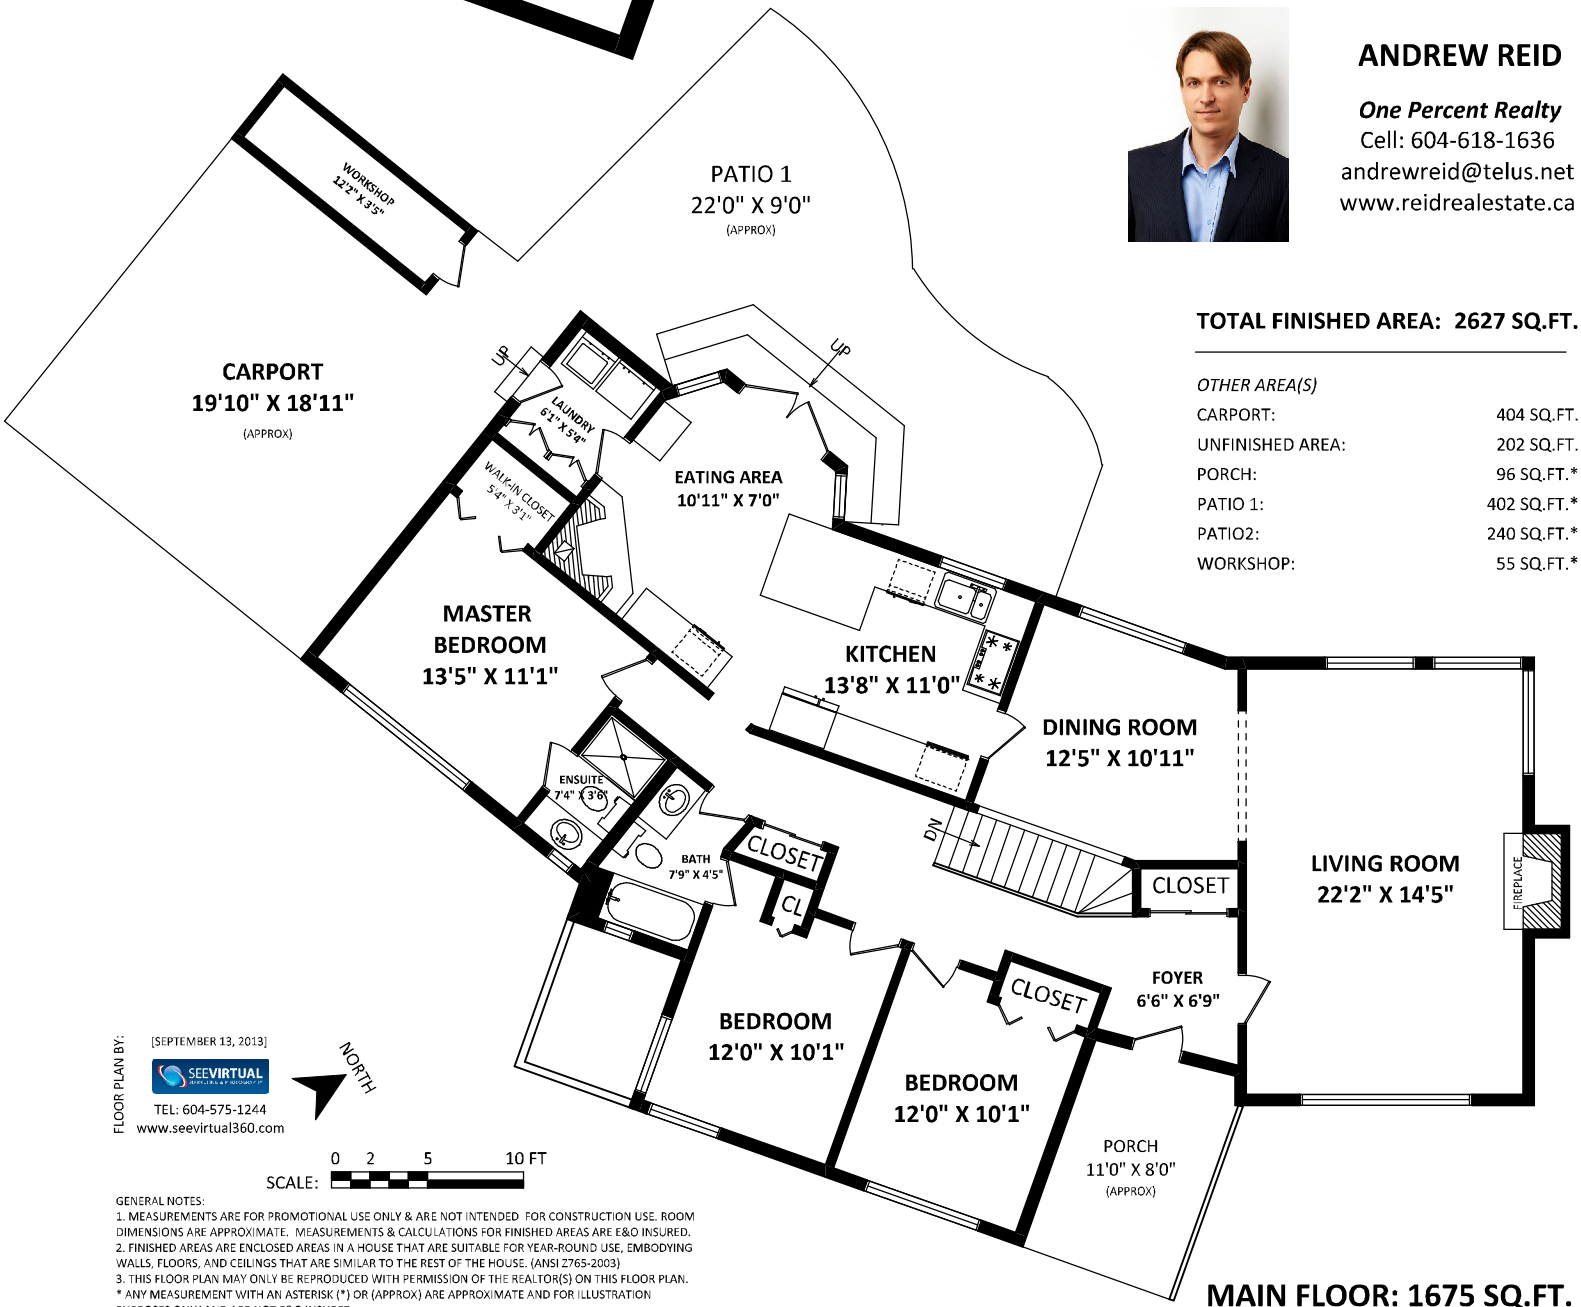 ANDREW REID
One Percent Realty
Cell: 604-618-1636
andrewreid@telus.net
www.reidrealestate.ca
TOTAL FINISHED AREA: 2627 SQ.FT.
OTHER AREA(S)
CARPORT: 404 SQ.FT.
UNFINISHED AREA: 202 SQ.FT.
PORCH: 96 SQ.FT.*
PATIO 1: 402 SQ.FT.*
PATIO2: 240 SQ.FT.*
WORKSHOP: 55 SQ.FT.*
WORKSHOP
12'2" X 3'5"
PATIO 1
22'0" X 9'0"
(APPROX)
CARPORT
19'10" X 18'11"
(APPROX)
UP
UP
LAUNDRY
6'1" X 5'4"
WALK-IN CLOSET
5'4" X 3'1"
EATING AREA
10'11" X 7'0"
MASTER
BEDROOM
13'5" X 11'1"
KITCHEN
13'8" X 11'0"
DINING ROOM
12'5" X 10'11"
ENSUITE
7'4" X 3'6"
BATH
7'9" X 4'5"
CLOSET
CL
DN
CLOSET
LIVING ROOM
22'2" X 14'5"
FIREPLACE
FOYER
6'6" X 6'9"
CLOSET
BEDROOM
12'0" X 10'1"
BEDROOM
12'0" X 10'1"
PORCH
11'0" X 8'0"
(APPROX)
FLOOR PLAN BY:
[SEPTEMBER 13, 2013]
SEEVIRTUAL
MARKETING & PHOTOGRAPHY
TEL: 604-575-1244
www.seevirtual360.com
NORTH
0 2 5 10 FT
SCALE:
GENERAL NOTES:
1. MEASUREMENTS ARE FOR PROMOTIONAL USE ONLY & ARE NOT INTENDED FOR CONSTRUCTION USE. ROOM
DIMENSIONS ARE APPROXIMATE. MEASUREMENTS & CALCULATIONS FOR FINISHED AREAS ARE E&O INSURED.
2. FINISHED AREAS ARE ENCLOSED AREAS IN A HOUSE THAT ARE SUITABLE FOR YEAR-ROUND USE, EMBODYING
WALLS, FLOORS, AND CEILINGS THAT ARE SIMILAR TO THE REST OF THE HOUSE. (ANSI Z765-2003)
3. THIS FLOOR PLAN MAY ONLY BE REPRODUCED WITH PERMISSION OF THE REALTOR(S) ON THIS FLOOR PLAN.
* ANY MEASUREMENT WITH AN ASTERISK (*) OR (APPROX) ARE APPROXIMATE AND FOR ILLUSTRATION
MAIN FLOOR: 1675 SQ.FT.